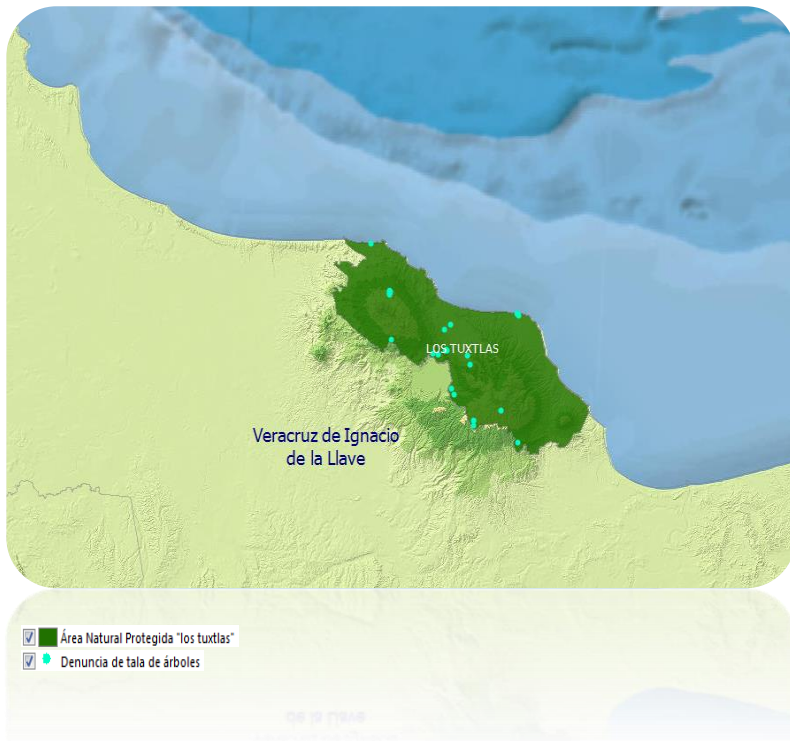 LOS TUXTLAS
Veracruz de Ignacio
de la Llave
Área Natural Protegida "los tuxtlas"
Denuncia de tala de árboles